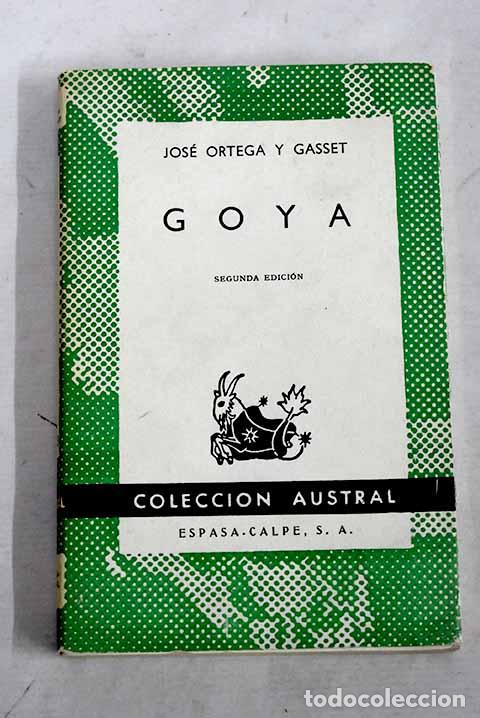 JOSÉ ORTEGA Y GASSET
GOYA
SEGUNDA EDICIÓN
COLECCION AUSTRAL
ESPASA-CALPE, S. A.
todocoleccion